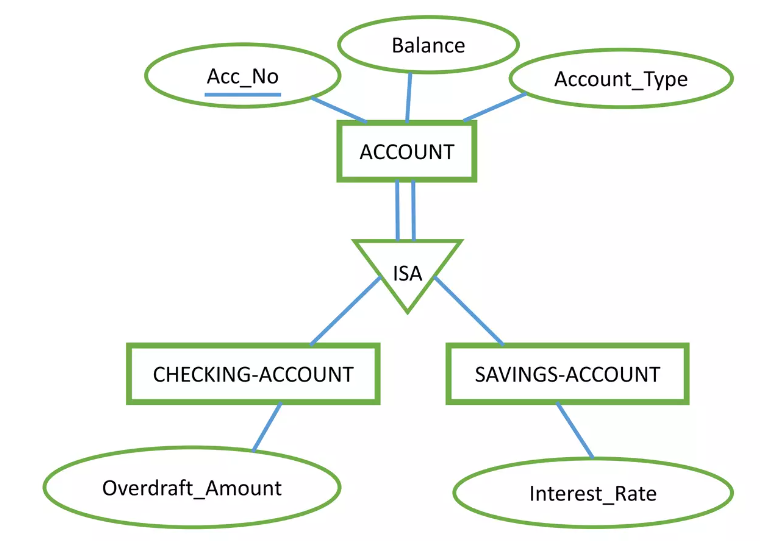 Balance
Acc_No
Account_Type
ACCOUNT
ISA
CHECKING-ACCOUNT
SAVINGS-ACCOUNT
Overdraft_Amount
Interest_Rate